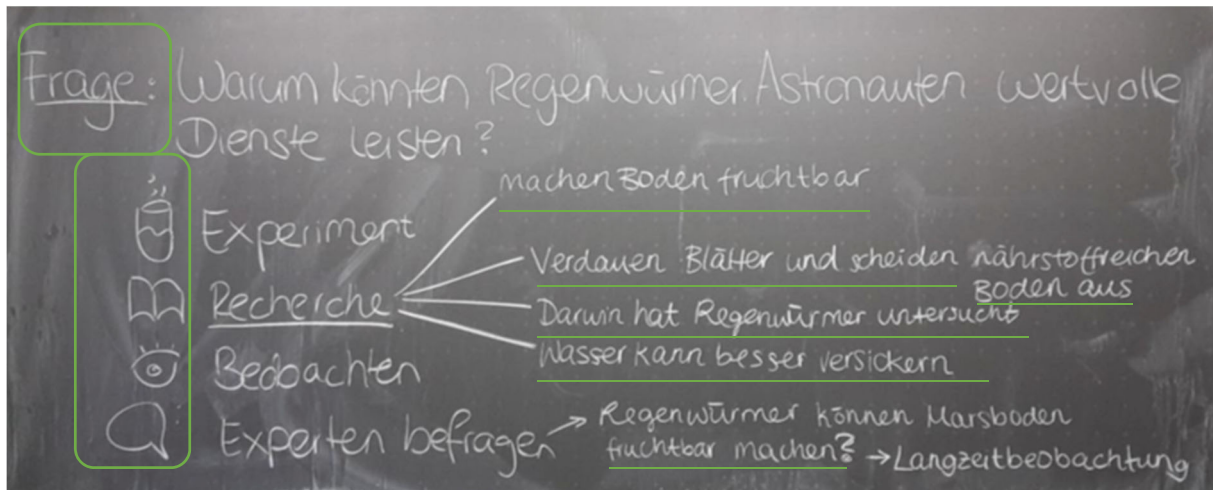 Frage: Warum könnten Regenwürmer Astronauten wertvolle
Dienste leisten?
machen Boden fruchtbar
Experiment
Verdauen Blätter und scheiden nährstoffreichen
Boden aus
Recherche
Darwin hat Regenwürmer untersucht
Wasser kann besser versickern
Beobachten
Experten befragen → Regenwürmer können Marsboden
fruchtbar machen? → Langzeitbeobachtung